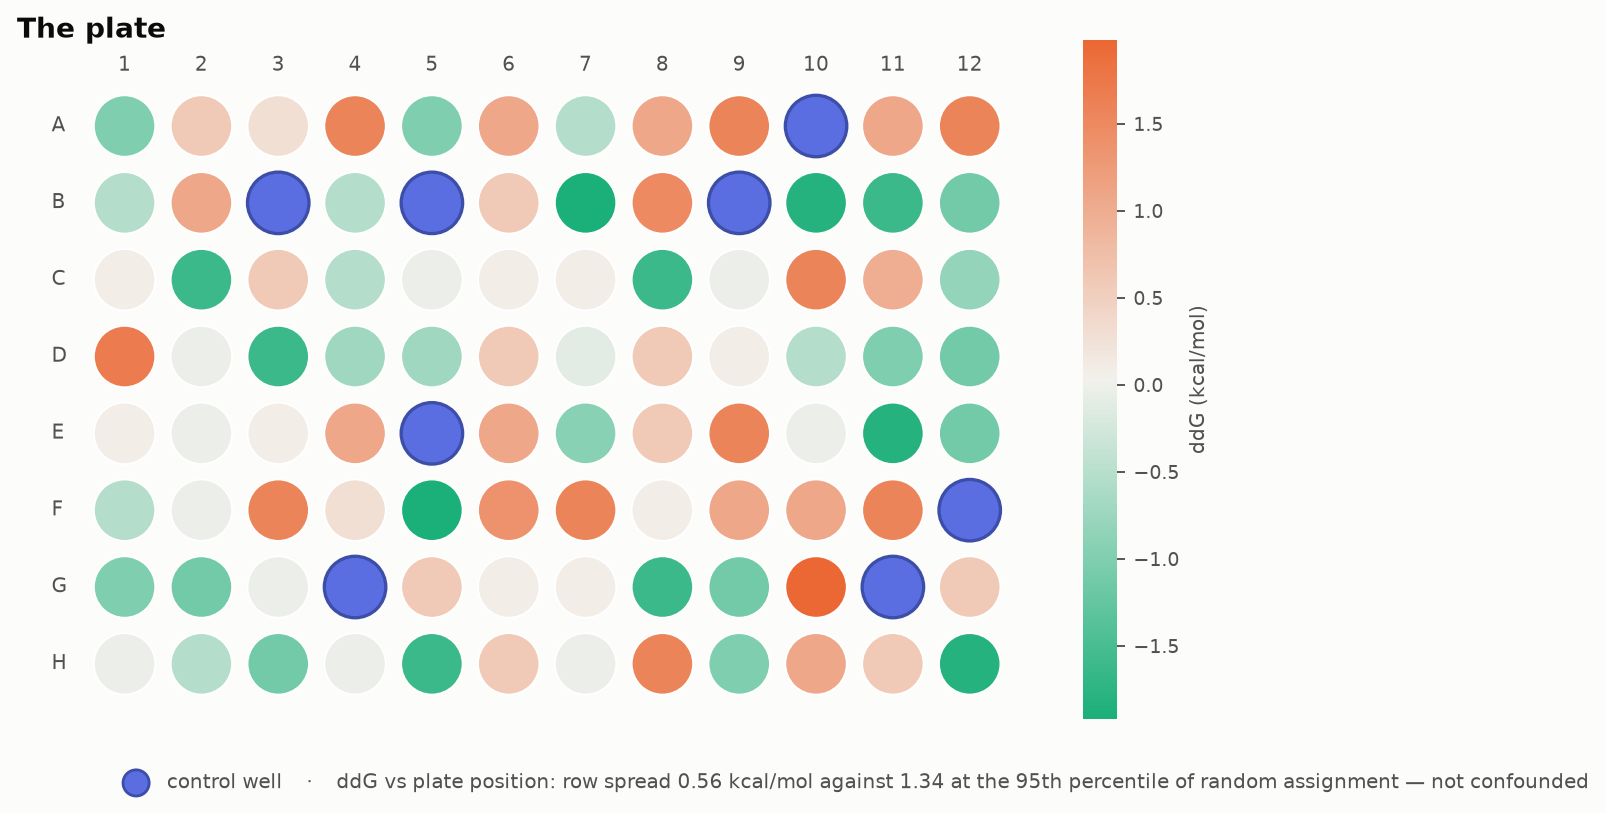 The plate
1 2 3 4 5 6 7 8 9 10 11 12
A
B
C
D
E
F
G
H
1.5
1.0
0.5
0.0
−0.5
−1.0
−1.5
ddG (kcal/mol)
control well · ddG vs plate position: row spread 0.56 kcal/mol against 1.34 at the 95th percentile of random assignment — not confounded